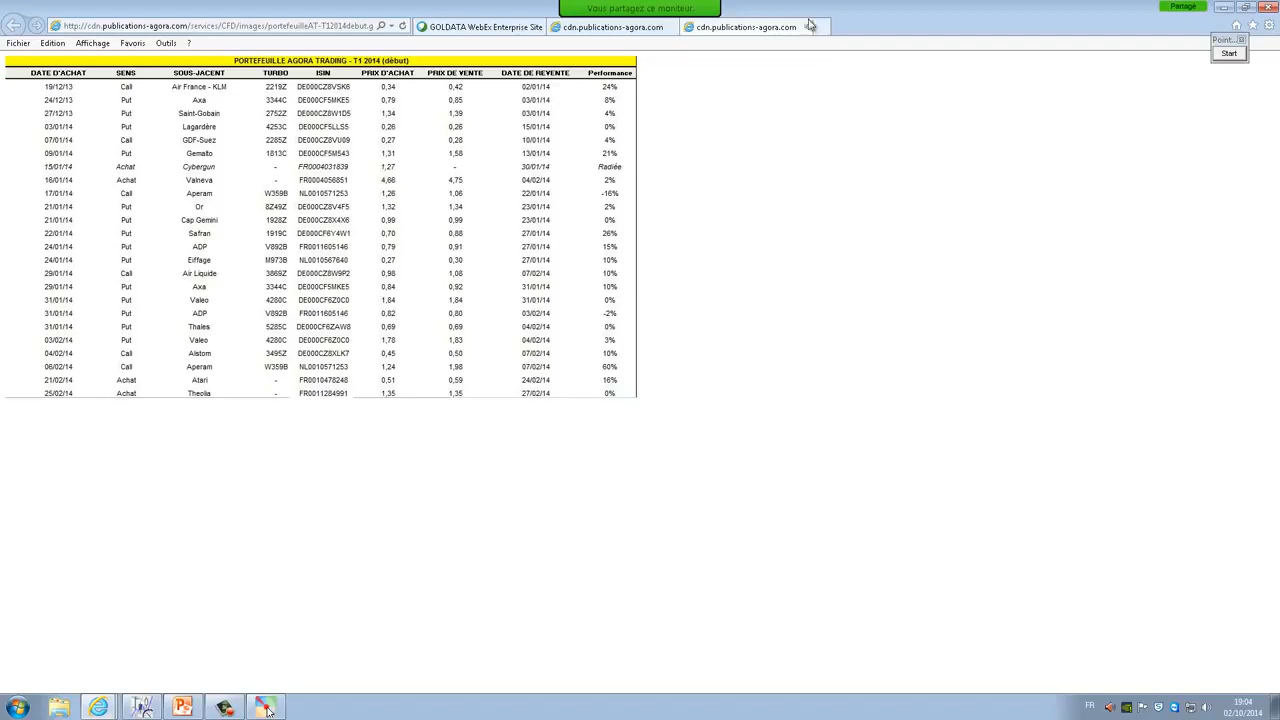 Vous partagez ce moniteur.
Partagé
http://cdn.publications-agora.com/services/CFD/images/portefeuilleAT-T12014debut.g
GOLDATA WebEx Enterprise Site
cdn.publications-agora.com
cdn.publications-agora.com
Fichier Edition Affichage Favoris Outils ?
Point...
Start
PORTEFEUILLE AGORA TRADING - T1 2014 (début)
DATE D'ACHAT SENS SOUS-JACENT TURBO ISIN PRIX D'ACHAT PRIX DE VENTE DATE DE REVENTE Performance
19/12/13 Call Air France - KLM 2219Z DE000CZ8VSK6 0,34 0,42 02/01/14 24%
24/12/13 Put Axa 3344C DE000CF5MKE5 0,79 0,85 03/01/14 8%
27/12/13 Put Saint-Gobain 2752Z DE000CZ8W1D5 1,34 1,39 03/01/14 4%
03/01/14 Put Lagardère 4253C DE000CF5LLS5 0,26 0,26 15/01/14 0%
07/01/14 Call GDF-Suez 2285Z DE000CZ8VU09 0,27 0,28 10/01/14 4%
09/01/14 Put Gemalto 1813C DE000CF5M543 1,31 1,58 13/01/14 21%
15/01/14 Achat Cybergun - FR0004031839 1,27 - 30/01/14 Radiée
16/01/14 Achat Valneva - FR0004056851 4,66 4,75 04/02/14 2%
17/01/14 Call Aperam W359B NL0010571253 1,26 1,06 22/01/14 -16%
21/01/14 Put Or 8Z49Z DE000CZ8V4F5 1,32 1,34 23/01/14 2%
21/01/14 Put Cap Gemini 1928Z DE000CZ8X4X6 0,99 0,99 23/01/14 0%
22/01/14 Put Safran 1919C DE000CF6Y4W1 0,70 0,88 27/01/14 26%
24/01/14 Put ADP V892B FR0011605146 0,79 0,91 27/01/14 15%
24/01/14 Put Eiffage M973B NL0010567640 0,27 0,30 27/01/14 10%
29/01/14 Call Air Liquide 3869Z DE000CZ8W9P2 0,98 1,08 07/02/14 10%
29/01/14 Put Axa 3344C DE000CF5MKE5 0,84 0,92 31/01/14 10%
31/01/14 Put Valeo 4280C DE000CF6Z0C0 1,84 1,84 31/01/14 0%
31/01/14 Put ADP V892B FR0011605146 0,82 0,80 03/02/14 -2%
31/01/14 Put Thales 5285C DE000CF6ZAW8 0,69 0,69 04/02/14 0%
03/02/14 Put Valeo 4280C DE000CF6Z0C0 1,78 1,83 04/02/14 3%
04/02/14 Call Alstom 3495Z DE000CZ8XLK7 0,45 0,50 07/02/14 10%
06/02/14 Call Aperam W359B NL0010571253 1,24 1,98 07/02/14 60%
21/02/14 Achat Atari - FR0010478248 0,51 0,59 24/02/14 16%
25/02/14 Achat Theolia - FR0011284991 1,35 1,35 27/02/14 0%
FR
19:04
02/10/2014